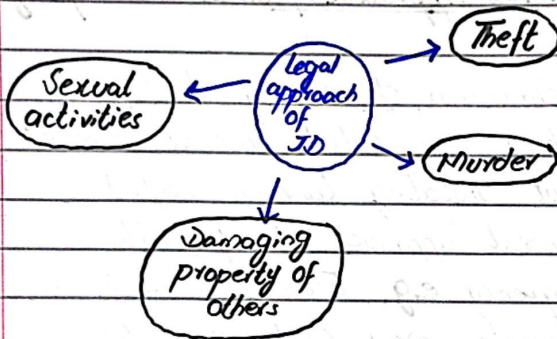 Theft
Legal
approach
of
JD
Sexual
activities
Murder
Damaging
property of
others